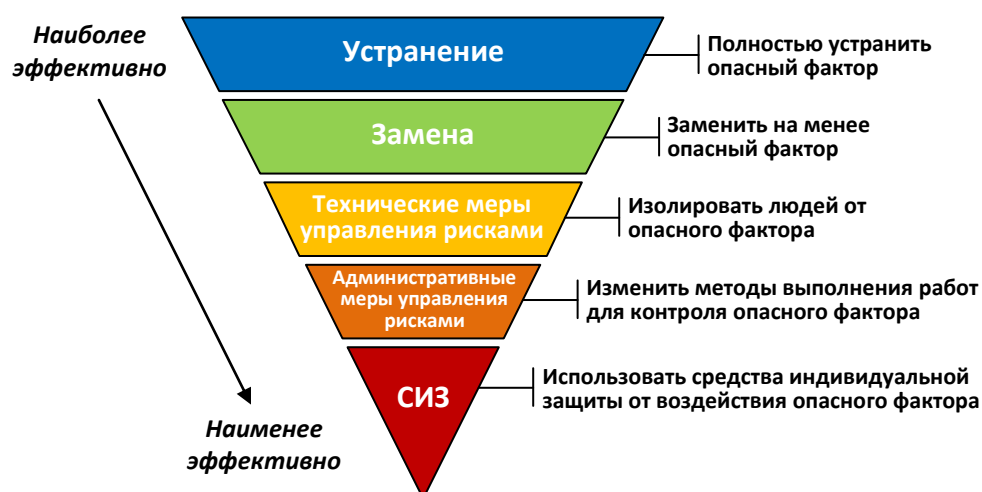 Наиболее
эффективно
Устранение
Полностью устранить
опасный фактор
Замена
Заменить на менее
опасный фактор
Технические меры
управления рисками
Изолировать людей от
опасного фактора
Административные
меры управления
рисками
Изменить методы выполнения работ
для контроля опасного фактора
СИЗ
Использовать средства индивидуальной
защиты от воздействия опасного фактора
Наименее
эффективно